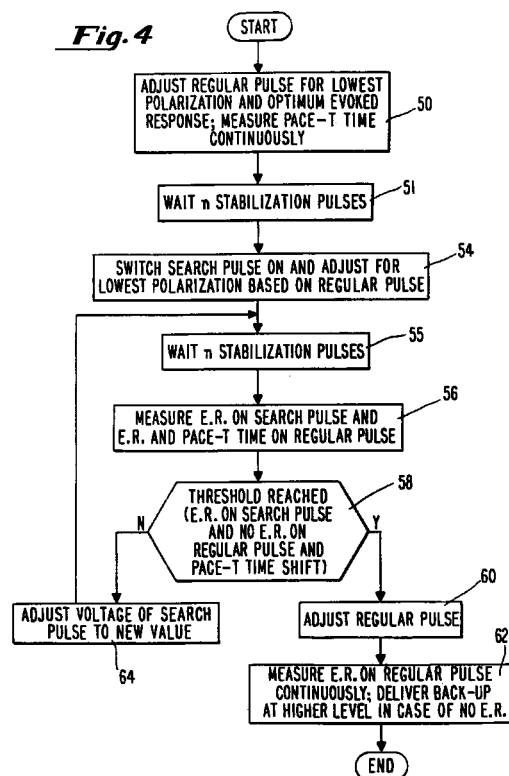 Fig. 4
START
ADJUST REGULAR PULSE FOR LOWEST
POLARIZATION AND OPTIMUM EVOKED
RESPONSE; MEASURE PACE-T TIME
CONTINUOUSLY
50
WAIT n STABILIZATION PULSES
51
SWITCH SEARCH PULSE ON AND ADJUST FOR
LOWEST POLARIZATION BASED ON REGULAR PULSE
54
WAIT n STABILIZATION PULSES
55
MEASURE E.R. ON SEARCH PULSE AND
E.R. AND PACE-T TIME ON REGULAR PULSE
56
THRESHOLD REACHED
(E.R. ON SEARCH PULSE
AND NO E.R. ON
REGULAR PULSE AND
PACE-T TIME SHIFT)
58
N
Y
ADJUST VOLTAGE OF SEARCH
PULSE TO NEW VALUE
64
ADJUST REGULAR PULSE
60
MEASURE E.R. ON REGULAR PULSE
CONTINUOUSLY; DELIVER BACK-UP
AT HIGHER LEVEL IN CASE OF NO E.R.
62
END